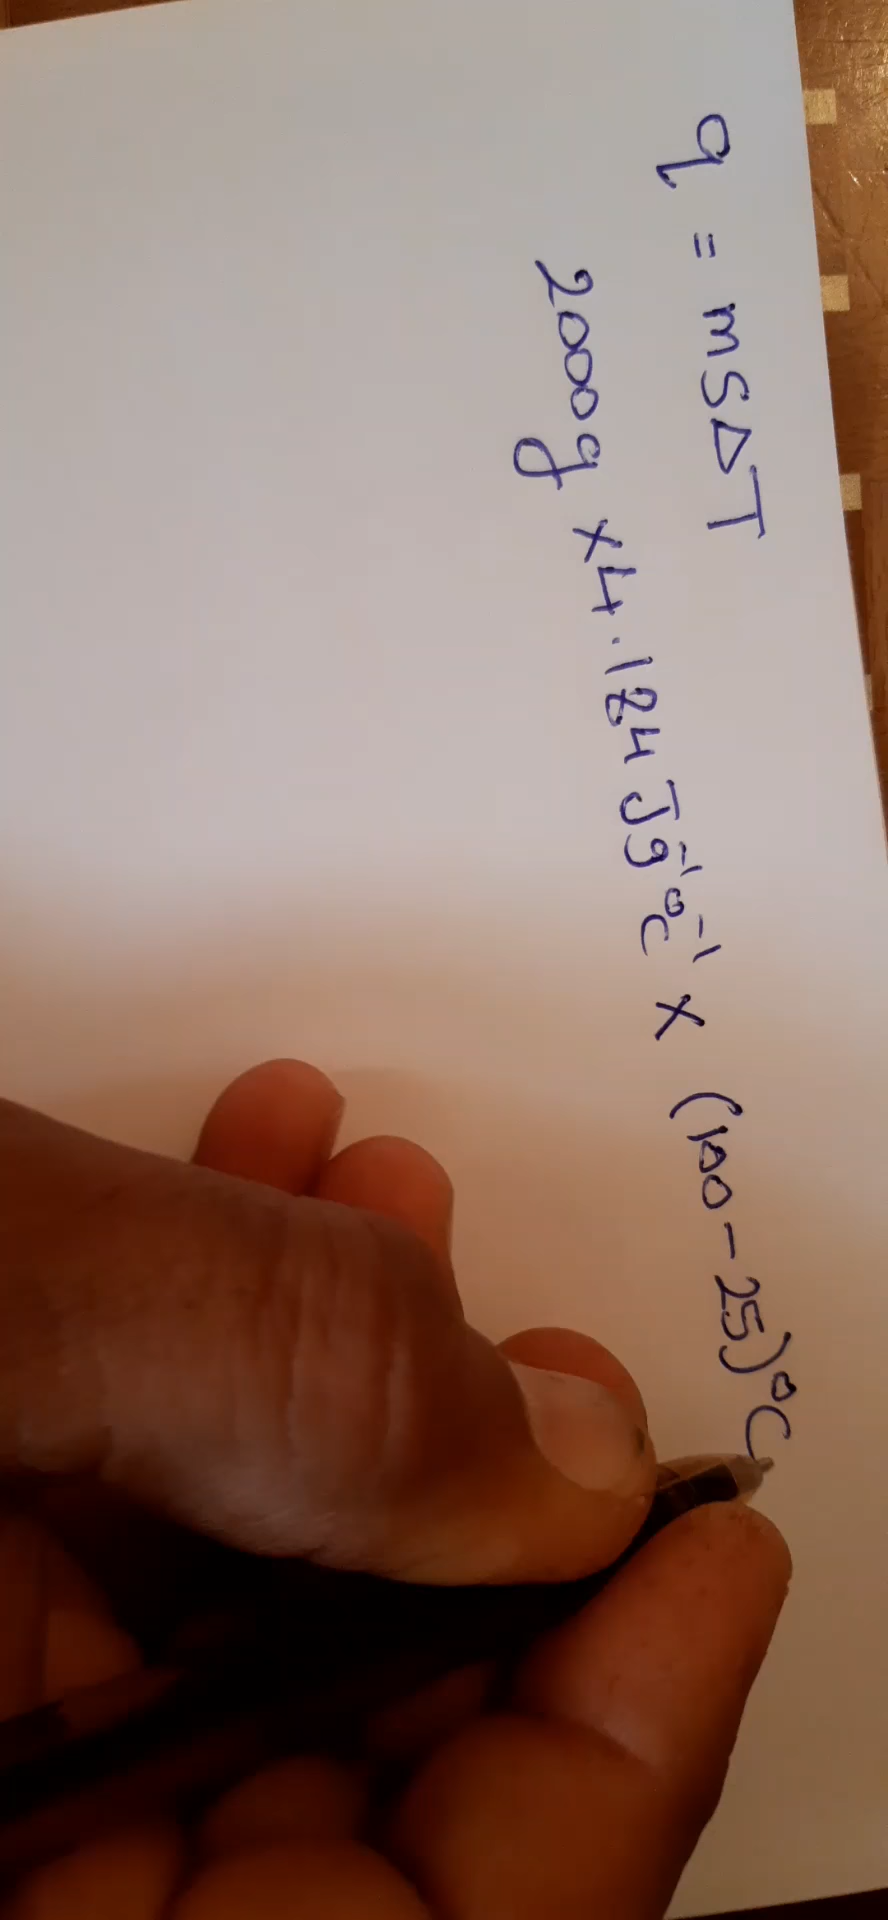 q = msΔT
2000g x 4.184 Jg⁻¹°C⁻¹ x (100-25)°C